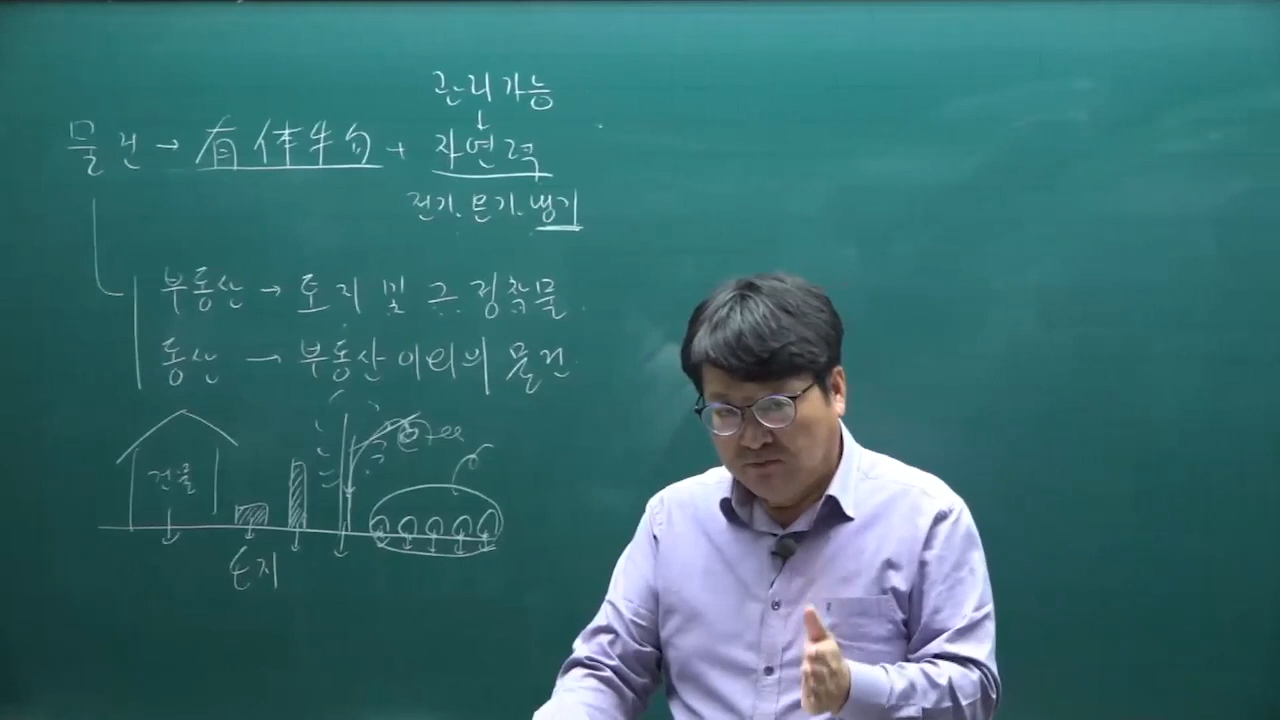 관리가능
물건 → 有体物 + 자연력
전기. 온기. 냉기
부동산 → 토지 및 그 정착물
동산 → 부동산 이외의 물건
건물
토지